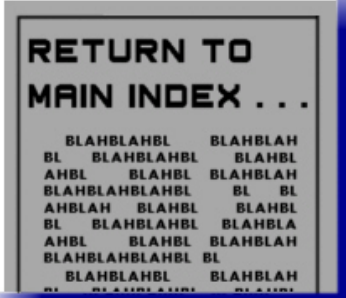 RETURN TO
MAIN INDEX . . .
BLAHBLAHBL BLAHBLAH
BL BLAHBLAHBL BLAHBL
AHBL BLAHBL BLAHBLAH
BLAHBLAHBLAHBL BL BL
AHBLAH BLAHBL BLAHBL
BL BLAHBLAHBL BLAHBLA
AHBL BLAHBL BLAHBLAH
BLAHBLAHBLAHBL BL
BLAHBLAHBL BLAHBLAH